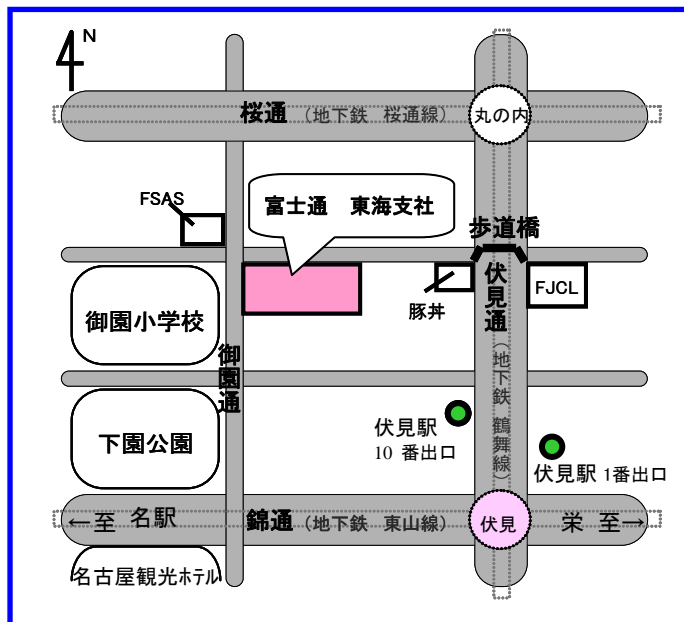 N
桜通 (地下鉄 桜通線)
丸の内
FSAS
富士通 東海支社
歩道橋
豚丼
FJCL
伏見通 (地下鉄 鶴舞線)
御園小学校
御園通
下園公園
伏見駅
10 番出口
伏見駅 1番出口
←至 名駅
錦通 (地下鉄 東山線)
伏見
栄 至→
名古屋観光ホテル